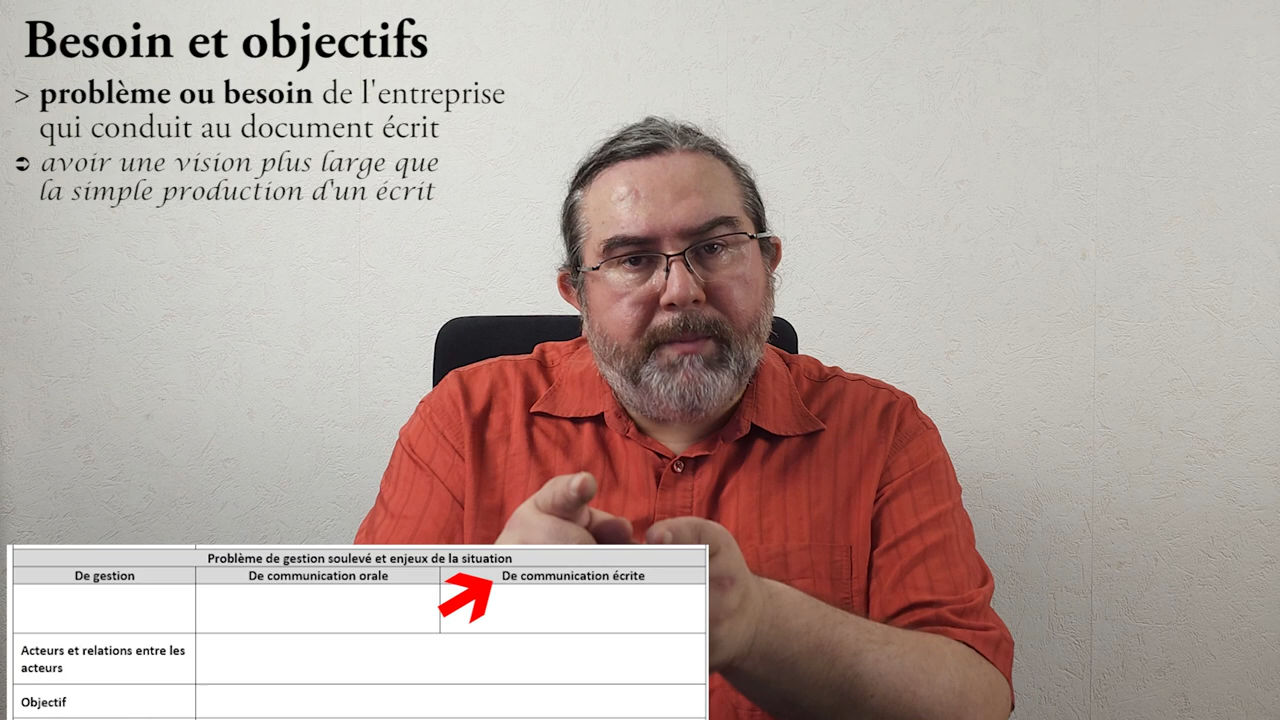 Besoin et objectifs
> problème ou besoin de l'entreprise
qui conduit au document écrit
➲ avoir une vision plus large que
la simple production d'un écrit
Problème de gestion soulevé et enjeux de la situation
De gestion De communication orale De communication écrite
Acteurs et relations entre les
acteurs
Objectif